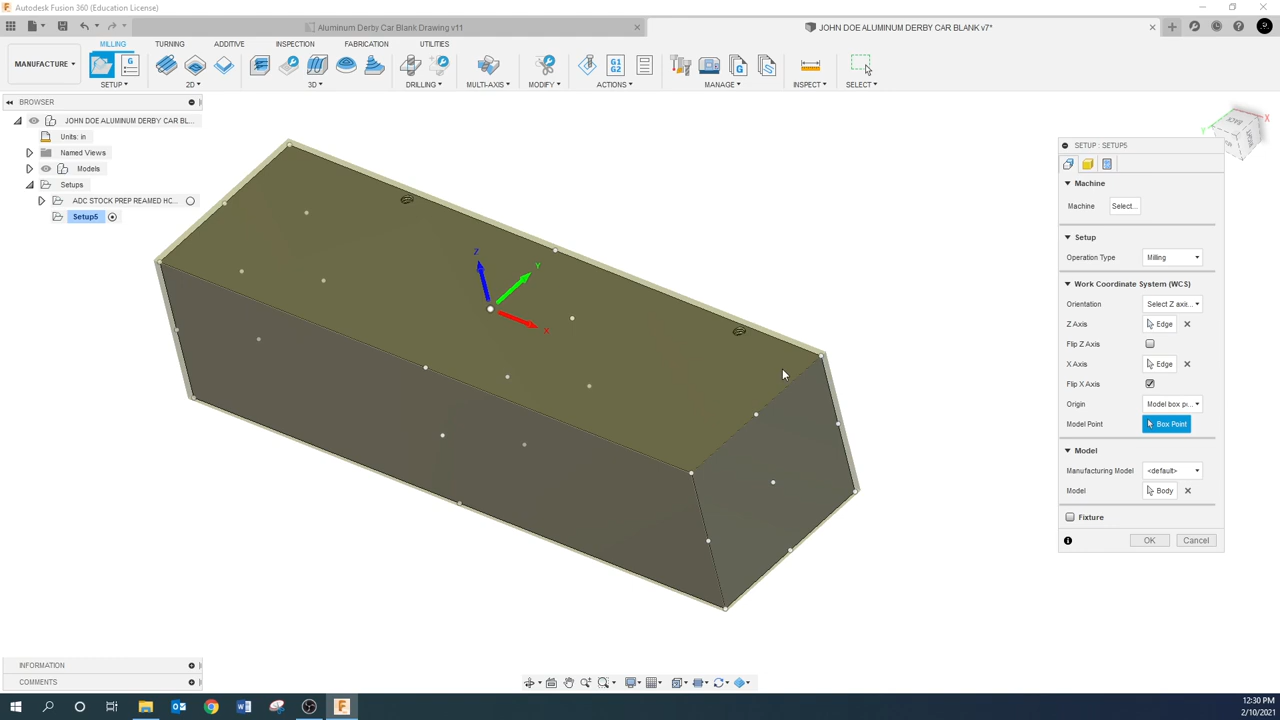 Autodesk Fusion 360 (Education License)
Aluminum Derby Car Blank Drawing v11
JOHN DOE ALUMINUM DERBY CAR BLANK v7*
MILLING TURNING ADDITIVE INSPECTION FABRICATION UTILITIES
MANUFACTURE
G1
G2
SETUP 2D 3D DRILLING MULTI-AXIS MODIFY ACTIONS MANAGE INSPECT SELECT
BROWSER
JOHN DOE ALUMINUM DERBY CAR BL...
Units: in
Named Views
Models
Setups
ADC STOCK PREP REAMED HC...
Setup5
Z
Y
X
X
Y
BACK
SETUP : SETUP5
Machine
Machine Select...
Setup
Operation Type Milling
Work Coordinate System (WCS)
Orientation Select Z axi...
Z Axis Edge
Flip Z Axis
X Axis Edge
Flip X Axis
Origin Model box p...
Model Point Box Point
Model
Manufacturing Model <default>
Model Body
Fixture
OK Cancel
INFORMATION
COMMENTS
12:30 PM
2/10/2021